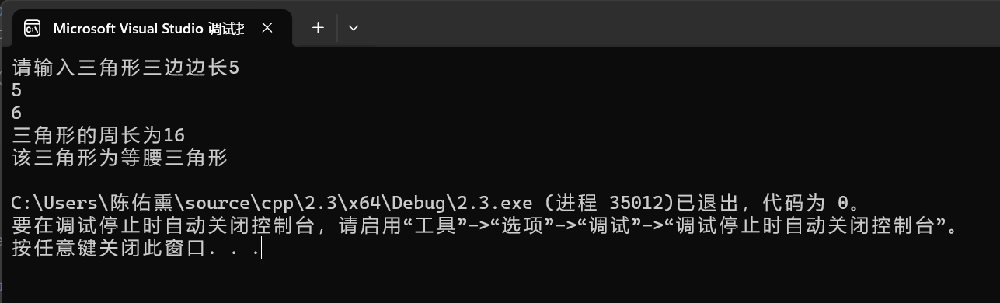 Microsoft Visual Studio 调试
请输入三角形三边边长5
5
6
三角形的周长为16
该三角形为等腰三角形
C:\Users\陈佑熏\source\cpp\2.3\x64\Debug\2.3.exe (进程 35012)已退出，代码为 0。
要在调试停止时自动关闭控制台，请启用“工具”->“选项”->“调试”->“调试停止时自动关闭控制台”。
按任意键关闭此窗口. . .